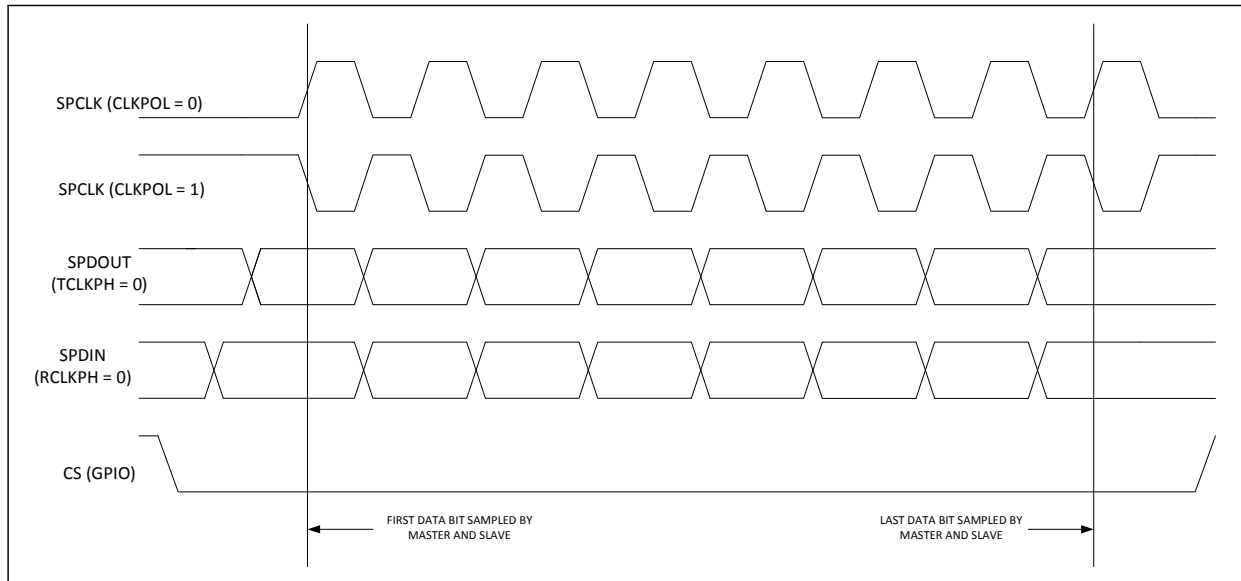 SPCLK (CLKPOL = 0)
SPCLK (CLKPOL = 1)
SPDOUT
(TCLKPH = 0)
SPDIN
(RCLKPH = 0)
CS (GPIO)
FIRST DATA BIT SAMPLED BY
MASTER AND SLAVE
LAST DATA BIT SAMPLED BY
MASTER AND SLAVE